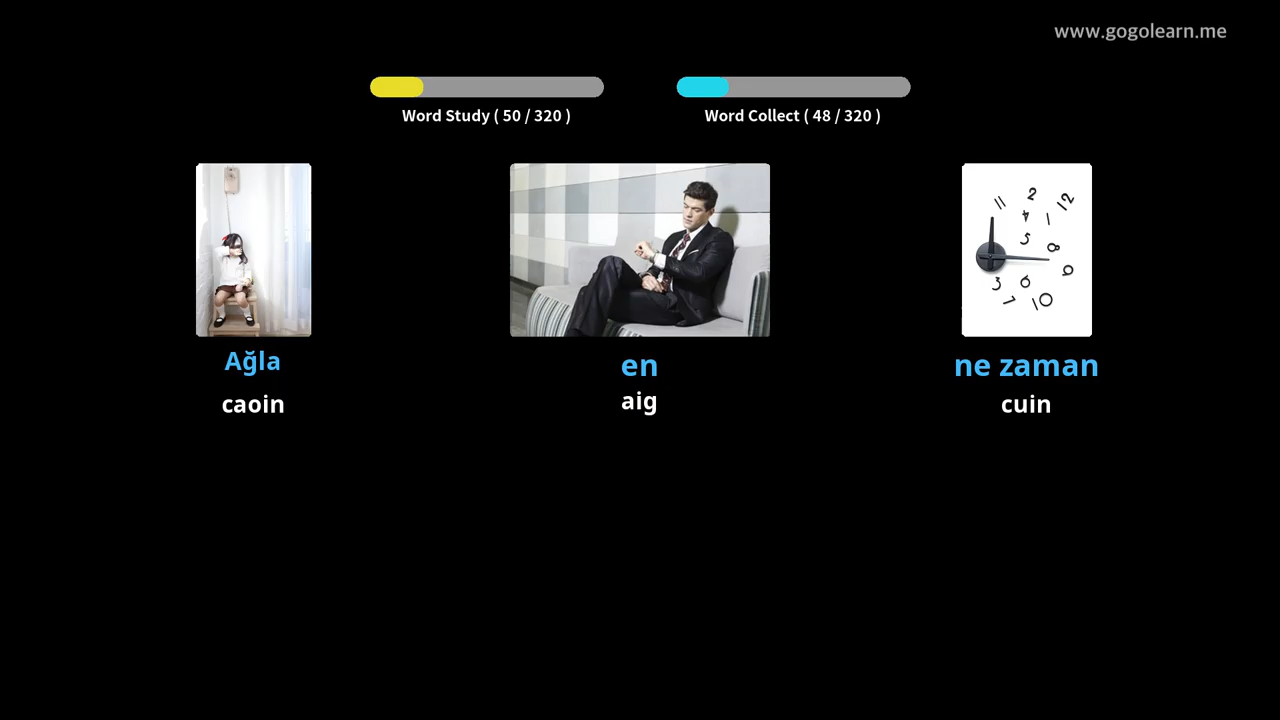 www.gogolearn.me
Word Study ( 50 / 320 )
Word Collect ( 48 / 320 )
Ağla
en
ne zaman
caoin
aig
cuin